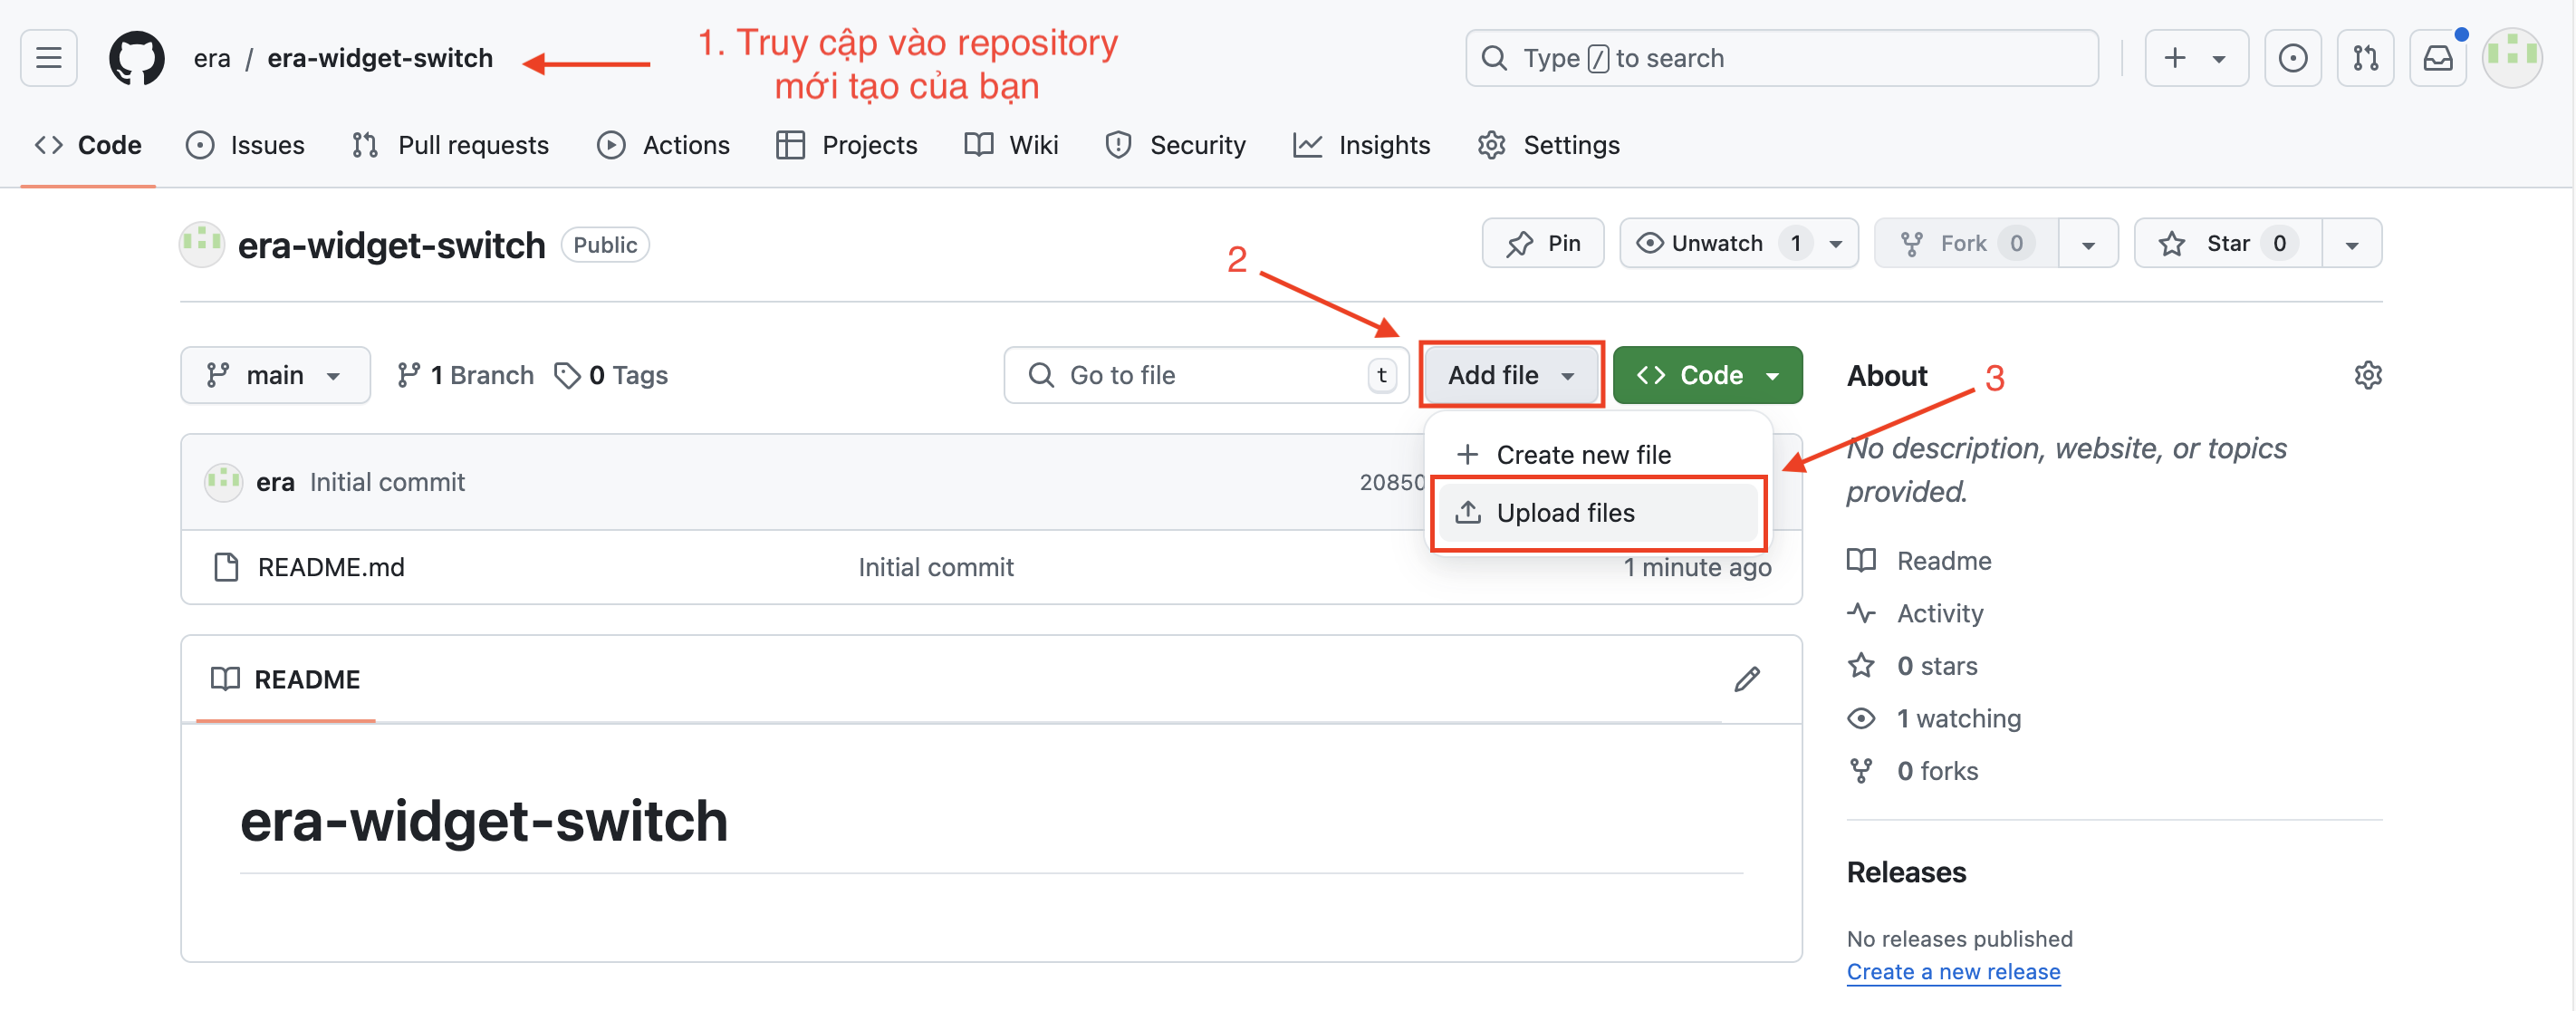 era / era-widget-switch
1. Truy cập vào repository
mới tạo của bạn
Type / to search
Code
Issues
Pull requests
Actions
Projects
Wiki
Security
Insights
Settings
era-widget-switch
Public
Pin
Unwatch 1
Fork 0
Star 0
2
main
1 Branch
0 Tags
Go to file
t
Add file
Code
About
3
No description, website, or topics
provided.
Create new file
Upload files
era Initial commit
20850
README.md
Initial commit
1 minute ago
Readme
Activity
0 stars
1 watching
0 forks
README
era-widget-switch
Releases
No releases published
Create a new release